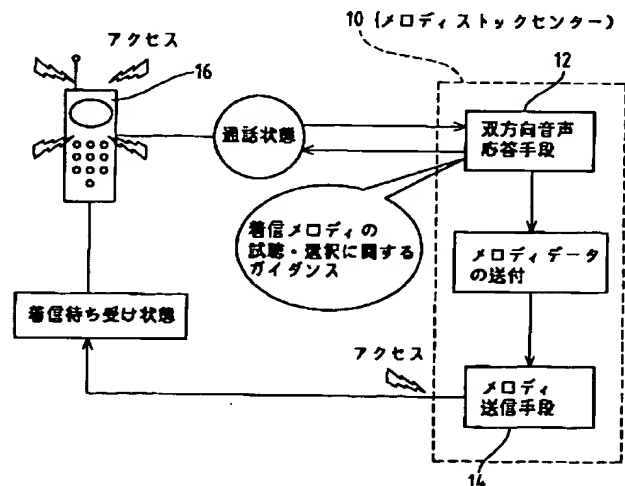 10 (メロディストックセンター)
アクセス
16
12
通話状態
双方向音声
応答手段
着信メロディの
試聴・選択に関する
ガイダンス
メロディデータ
の送付
着信待ち受け状態
アクセス
メロディ
送信手段
14